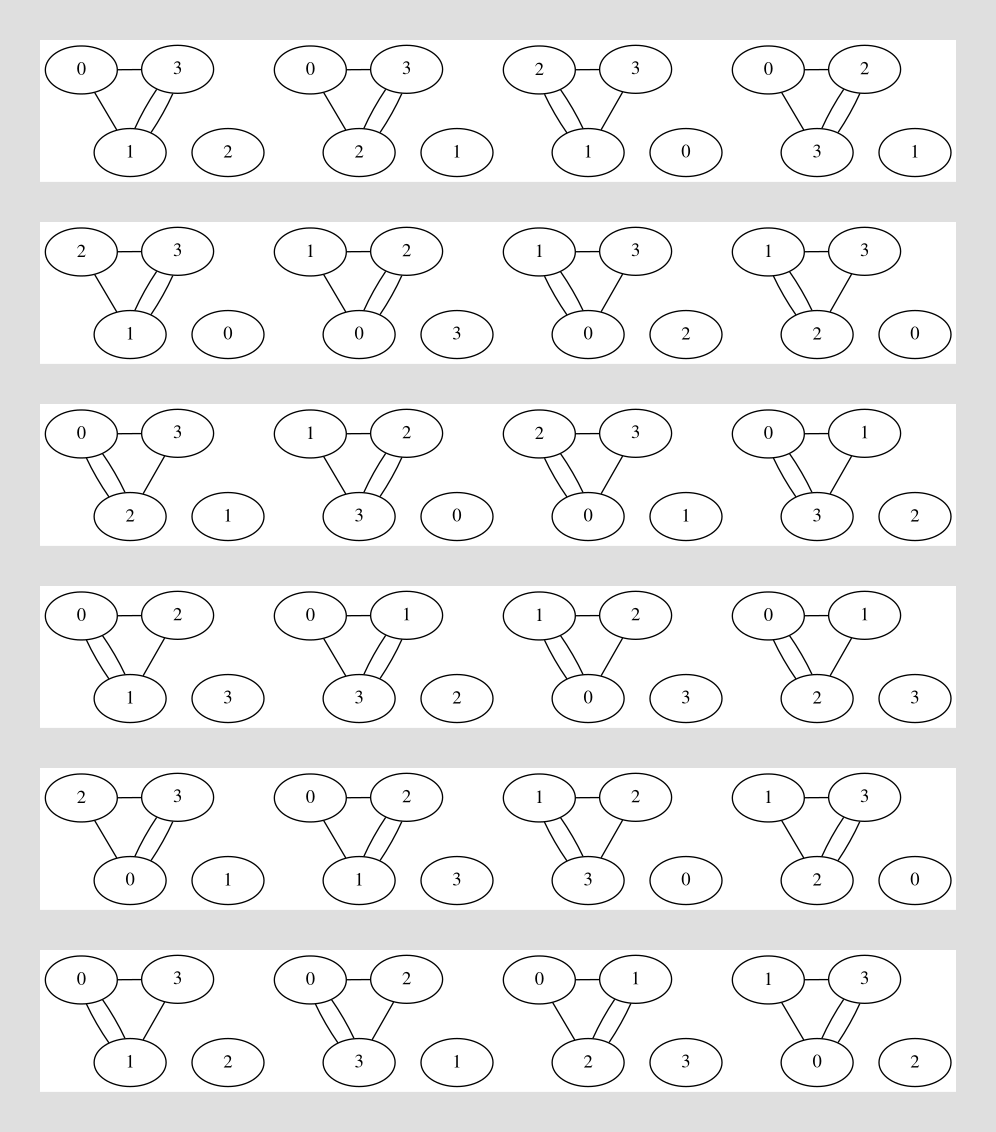 0 3 0 3 2 3 0 2
1 2 2 1 1 0 3 1
2 3 1 2 1 3 1 3
1 0 0 3 0 2 2 0
0 3 1 2 2 3 0 1
2 1 3 0 0 1 3 2
0 2 0 1 1 2 0 1
1 3 3 2 0 3 2 3
2 3 0 2 1 2 1 3
0 1 1 3 3 0 2 0
0 3 0 2 0 1 1 3
1 2 3 1 2 3 0 2